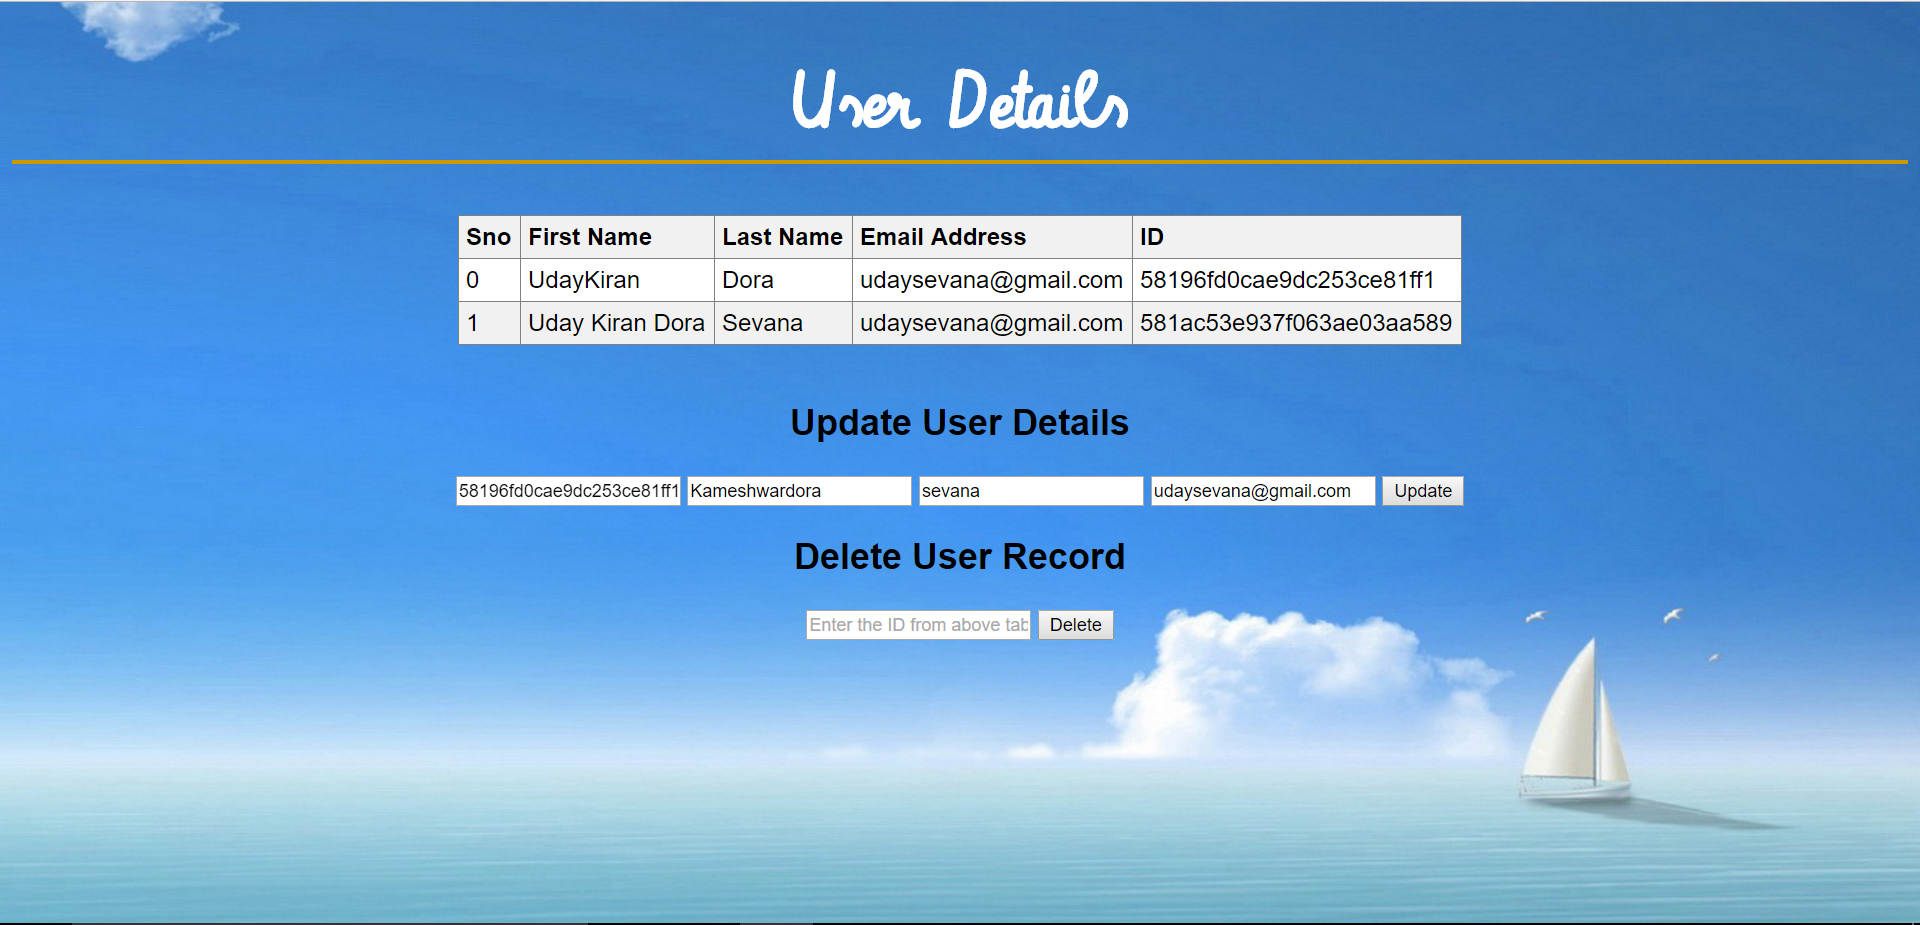 User Details
Sno First Name Last Name Email Address ID
0 UdayKiran Dora udaysevana@gmail.com 58196fd0cae9dc253ce81ff1
1 Uday Kiran Dora Sevana udaysevana@gmail.com 581ac53e937f063ae03aa589
Update User Details
58196fd0cae9dc253ce81ff1 Kameshwardora sevana udaysevana@gmail.com Update
Delete User Record
Enter the ID from above tab Delete